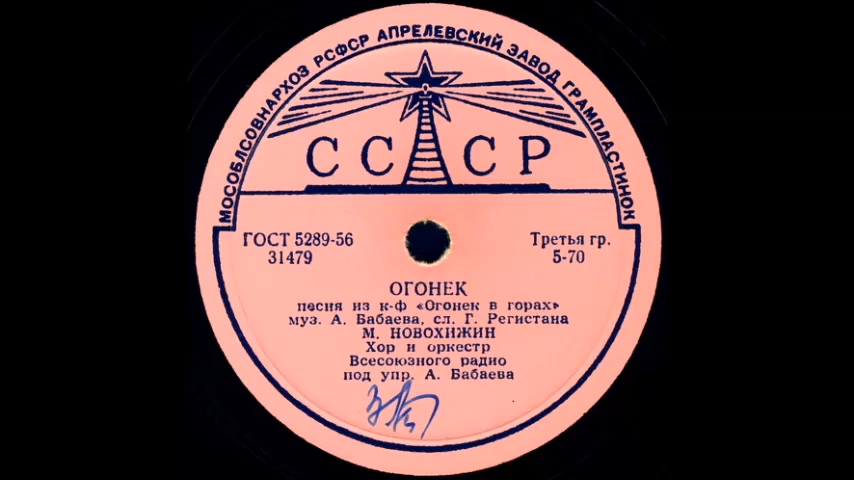 МОСОБЛСОВНАРХОЗ РСФСР АПРЕЛЕВСКИЙ ЗАВОД ГРАМПЛАСТИНОК
СССР
ГОСТ 5289-56
31479
Третья гр.
5-70
ОГОНЕК
песня из к-ф «Огонек в горах»
муз. А. Бабаева, сл. Г. Регистана
М. НОВОХИЖИН
Хор и оркестр
Всесоюзного радио
под упр. А. Бабаева